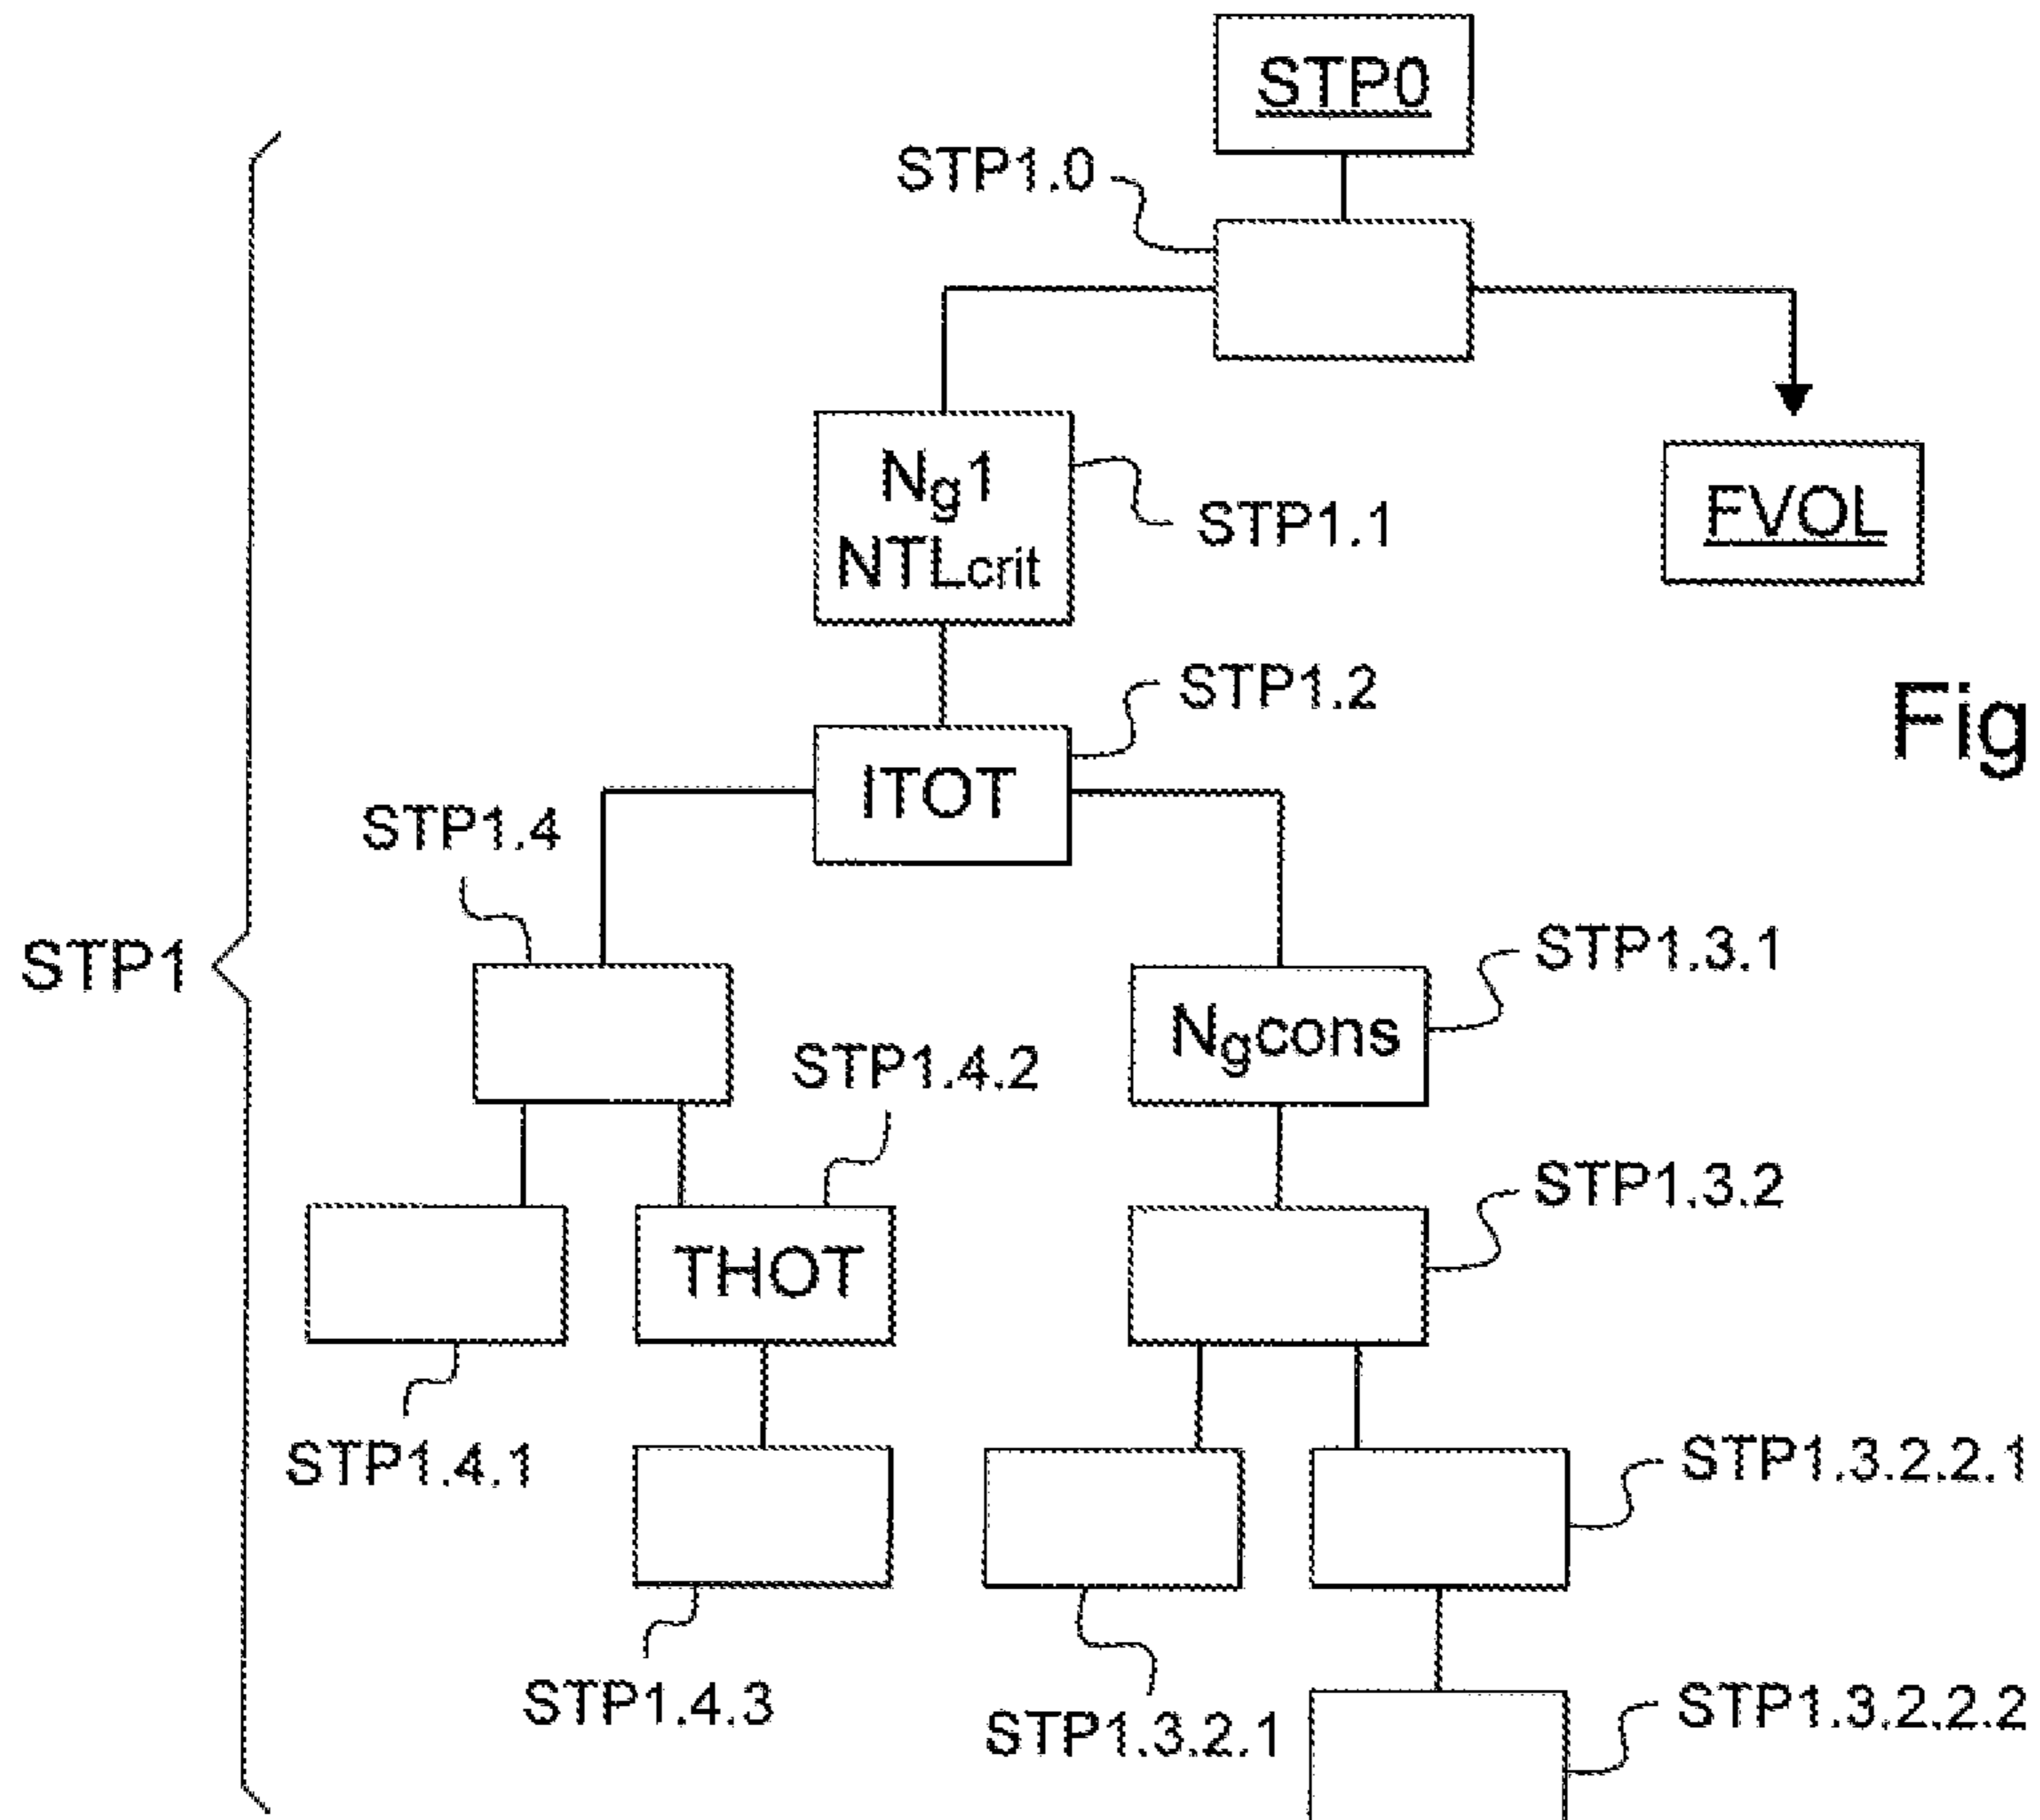 STP0
STP1.0
Ng1
NTLcrit
STP1.1
FVOL
STP1.2
Fig
ITOT
STP1.4
STP1
STP1.3.1
Ngcons
STP1.4.2
STP1.3.2
THOT
STP1.4.1
STP1.3.2.2.1
STP1.4.3
STP1.3.2.1
STP1.3.2.2.2